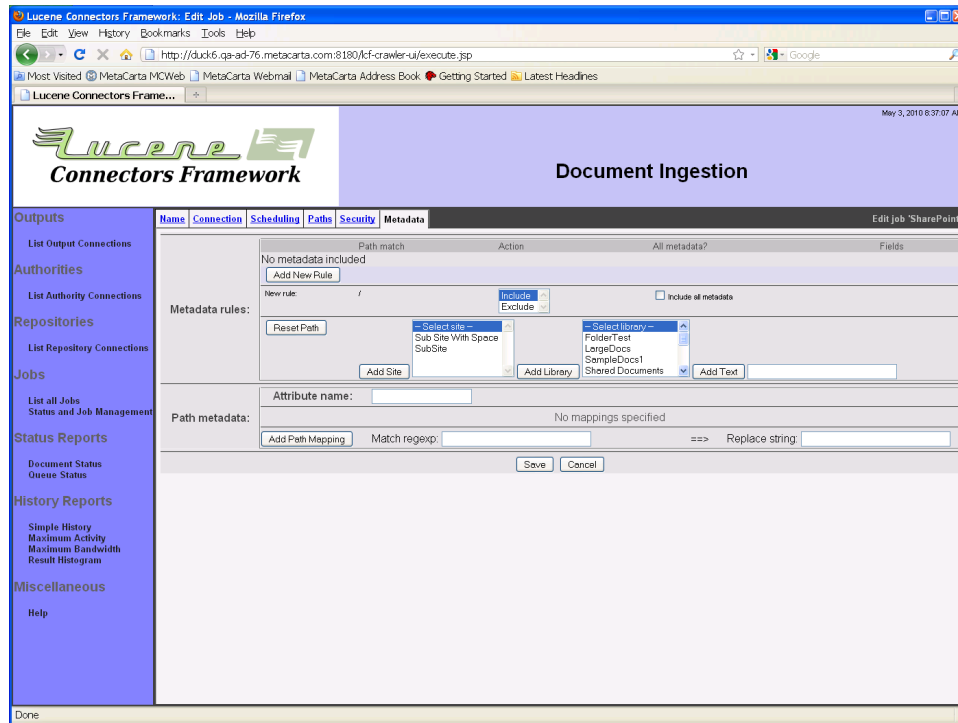 Lucene Connectors Framework: Edit Job - Mozilla Firefox
File Edit View History Bookmarks Tools Help
http://duck6.qa-ad-76.metacarta.com:8180/lcf-crawler-ui/execute.jsp
Google
Most Visited MetaCarta MCWeb MetaCarta Webmail MetaCarta Address Book Getting Started Latest Headlines
Lucene Connectors Frame...
May 3, 2010 8:37:07 AM
Lucene
Connectors Framework
Document Ingestion
Outputs
List Output Connections
Authorities
List Authority Connections
Repositories
List Repository Connections
Jobs
List all Jobs
Status and Job Management
Status Reports
Document Status
Queue Status
History Reports
Simple History
Maximum Activity
Maximum Bandwidth
Result Histogram
Miscellaneous
Help
Name Connection Scheduling Paths Security Metadata Edit job 'SharePoint
Metadata rules:
Path match Action All metadata? Fields
No metadata included
Add New Rule
New rule: / Include Exclude Include all metadata
Reset Path
-- Select site --
Sub Site With Space
SubSite
Add Site
-- Select library --
FolderTest
LargeDocs
SampleDocs1
Shared Documents
Add Library
Add Text
Path metadata:
Attribute name:
No mappings specified
Add Path Mapping Match regexp: ==> Replace string:
Save Cancel
Done